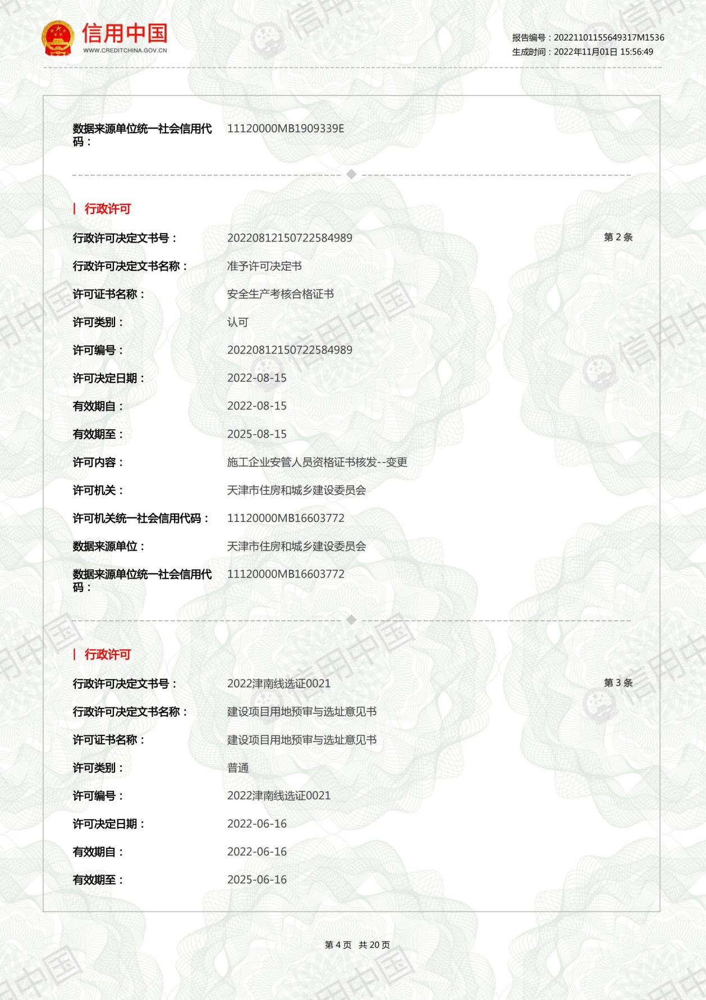 信用中国
WWW.CREDITCHINA.GOV.CN
报告编号：20221101155649317M1536
生成时间：2022年11月01日 15:56:49
数据来源单位统一社会信用代 11120000MB1909339E
码：
行政许可
行政许可决定文书号： 20220812150722584989 第 2 条
行政许可决定文书名称： 准予许可决定书
许可证书名称： 安全生产考核合格证书
许可类别： 认可
许可编号： 20220812150722584989
许可决定日期： 2022-08-15
有效期自： 2022-08-15
有效期至： 2025-08-15
许可内容： 施工企业安管人员资格证书核发--变更
许可机关： 天津市住房和城乡建设委员会
许可机关统一社会信用代码： 11120000MB16603772
数据来源单位： 天津市住房和城乡建设委员会
数据来源单位统一社会信用代 11120000MB16603772
码：
行政许可
行政许可决定文书号： 2022津南线选证0021 第 3 条
行政许可决定文书名称： 建设项目用地预审与选址意见书
许可证书名称： 建设项目用地预审与选址意见书
许可类别： 普通
许可编号： 2022津南线选证0021
许可决定日期： 2022-06-16
有效期自： 2022-06-16
有效期至： 2025-06-16
第 4 页 共 20 页